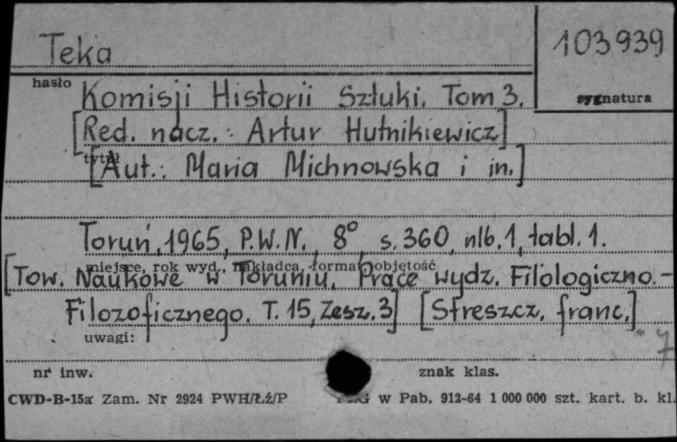 Teka
103939
hasło
Komisji Historii Sztuki. Tom 3.
sygnatura
[Red. nacz.: Artur Hutnikiewicz]
tytuł
[Aut.: Maria Michnowska i in.]
Toruń, 1965, P.W.N., 8° s. 360, nlb. 1, tabl. 1.
miejsce, rok wyd., nakładca, format, objętość
[Tow. Naukowe w Toruniu, Prace wydz. Filologiczno-
Filozoficznego. T. 15, Zesz. 3] [Streszcz. franc.]
uwagi:
7
nr inw.
znak klas.
CWD-B-15a Zam. Nr 2924 PWH/Łź/P
w Pab. 912-64 1 000 000 szt. kart. b. kl.